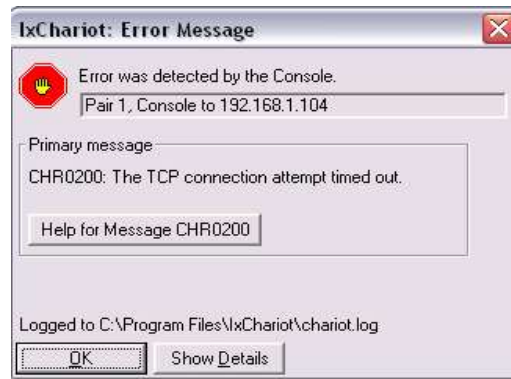 IxChariot: Error Message
Error was detected by the Console.
Pair 1, Console to 192.168.1.104
Primary message
CHR0200: The TCP connection attempt timed out.
Help for Message CHR0200
Logged to C:\Program Files\IxChariot\chariot.log
OK
Show Details